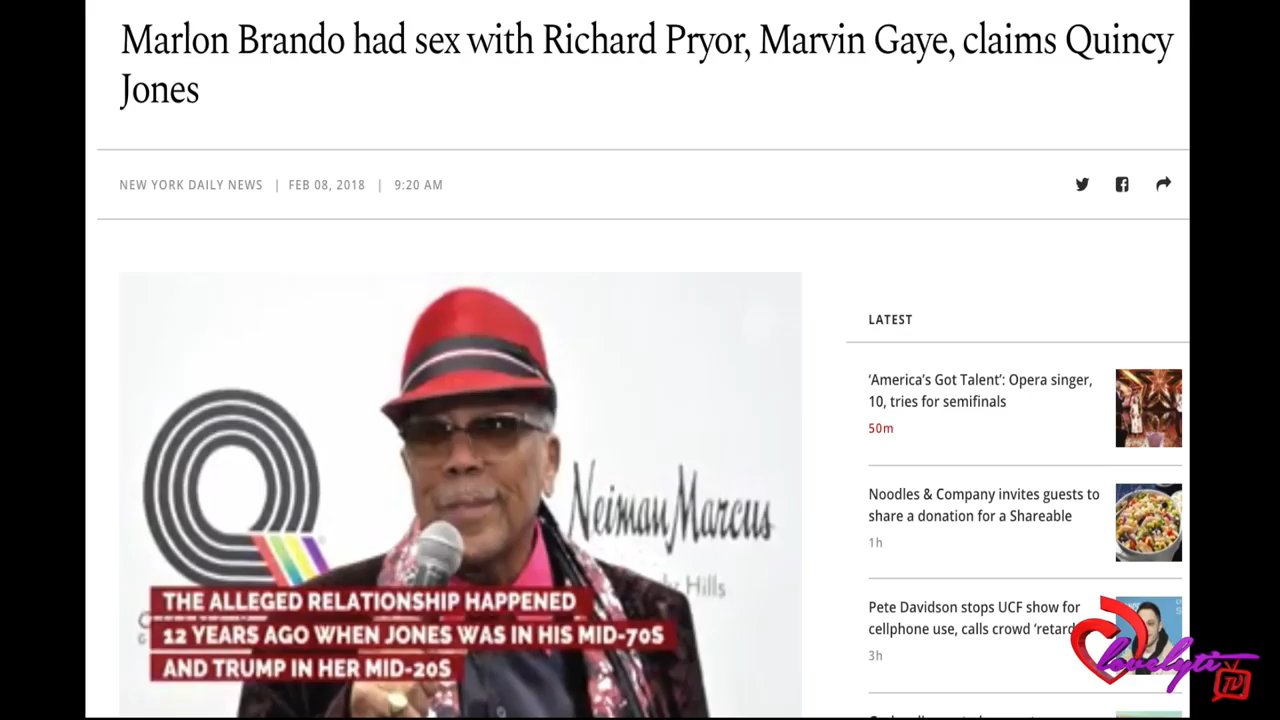 Marlon Brando had sex with Richard Pryor, Marvin Gaye, claims Quincy
Jones
NEW YORK DAILY NEWS | FEB 08, 2018 | 9:20 AM
Neiman Marcus
Hills
THE ALLEGED RELATIONSHIP HAPPENED
12 YEARS AGO WHEN JONES WAS IN HIS MID-70S
AND TRUMP IN HER MID-20S
LATEST
‘America’s Got Talent’: Opera singer,
10, tries for semifinals
50m
Noodles & Company invites guests to
share a donation for a Shareable
1h
Pete Davidson stops UCF show for
cellphone use, calls crowd ‘retard
3h
lovelyti
TV